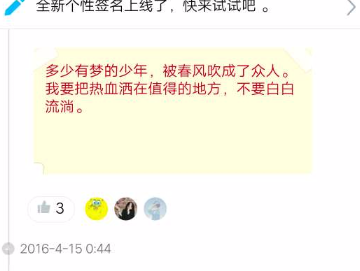 全新个性签名上线了，快来试试吧 。
多少有梦的少年，被春风吹成了众人。
我要把热血洒在值得的地方，不要白白
流淌。
3
2016-4-15 0:44